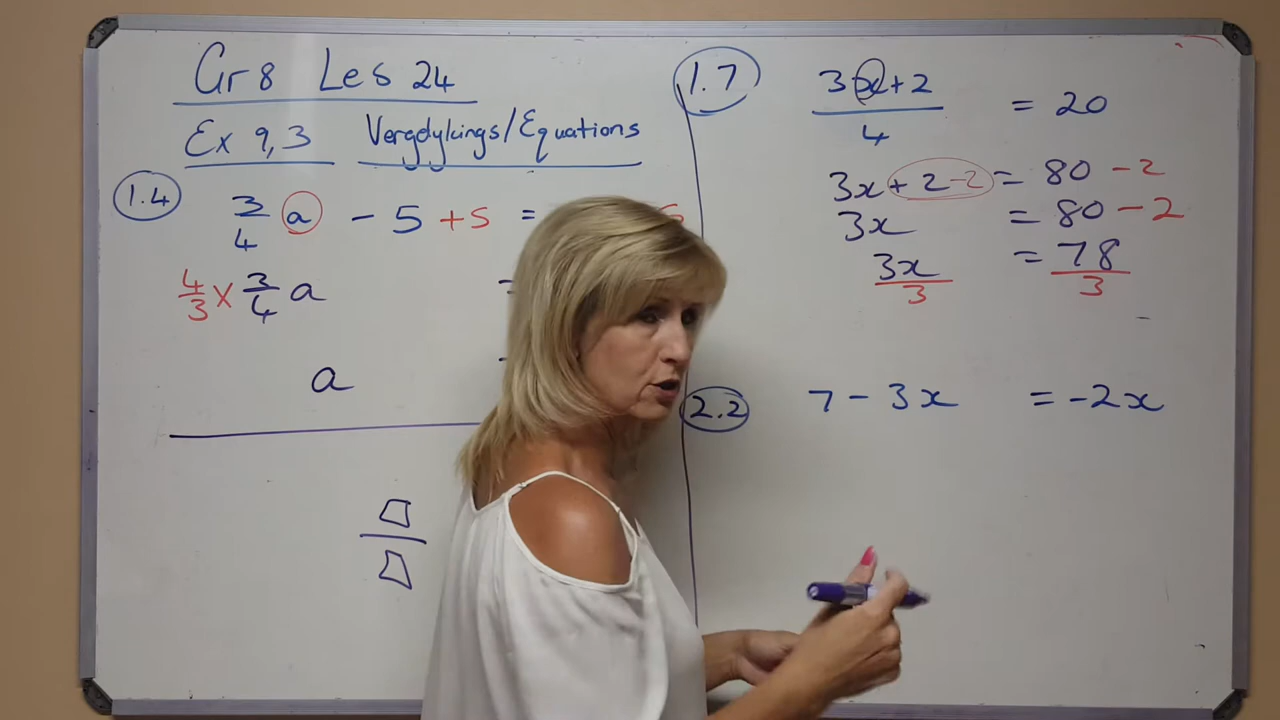 Gr 8 Les 24
Ex 9,3 Vergelykings/Equations
1.4
3/4 a - 5 + 5 =
4/3 × 3/4 a =
a
1.7
3x + 2 / 4 = 20
3x + 2 - 2 = 80 - 2
3x = 80 - 2
3x / 3 = 78 / 3
2.2 7 - 3x = -2x